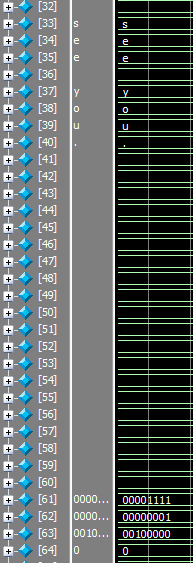 [32]
[33] s s
[34] e e
[35] e e
[36]
[37] y y
[38] o o
[39] u u
[40] . .
[41]
[42]
[43]
[44]
[45]
[46]
[47]
[48]
[49]
[50]
[51]
[52]
[53]
[54]
[55]
[56]
[57]
[58]
[59]
[60]
[61] 0000... 00001111
[62] 0000... 00000001
[63] 0010... 00100000
[64] 0 0